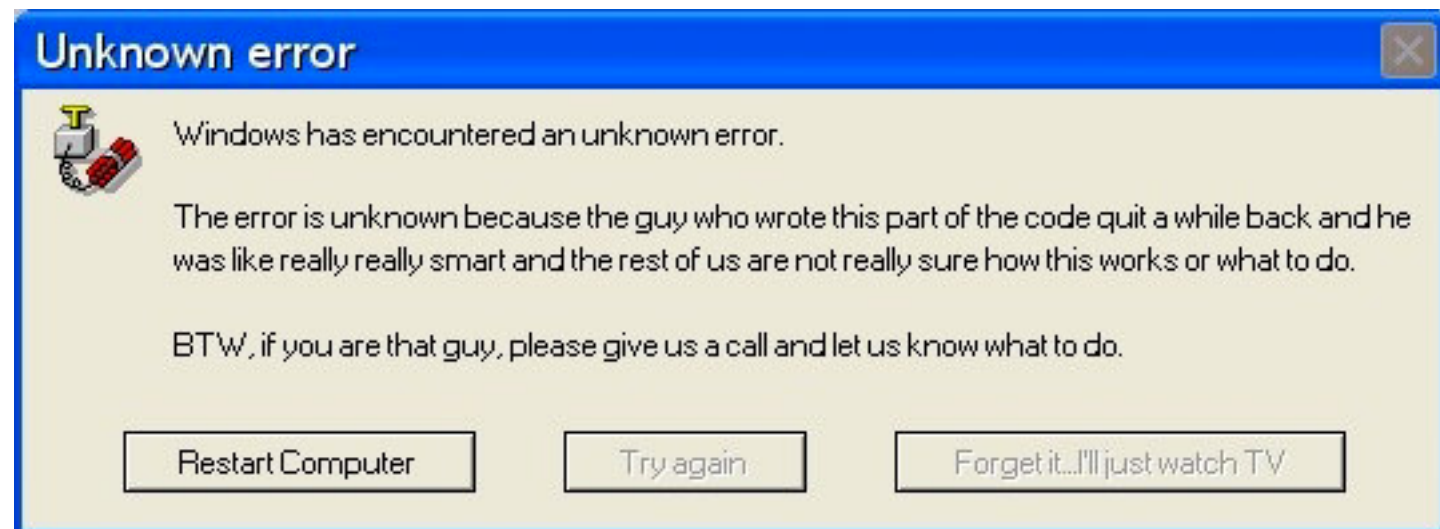 Unknown error
Windows has encountered an unknown error.
The error is unknown because the guy who wrote this part of the code quit a while back and he
was like really really smart and the rest of us are not really sure how this works or what to do.
BTW, if you are that guy, please give us a call and let us know what to do.
Restart Computer
Try again
Forget it...I'll just watch TV